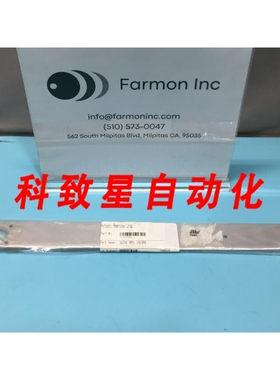 Farmon Inc
info@farmoninc.com
(510) 573-0047
562 South Milpitas Blvd, Milpitas CA, 95035
科致星自动化